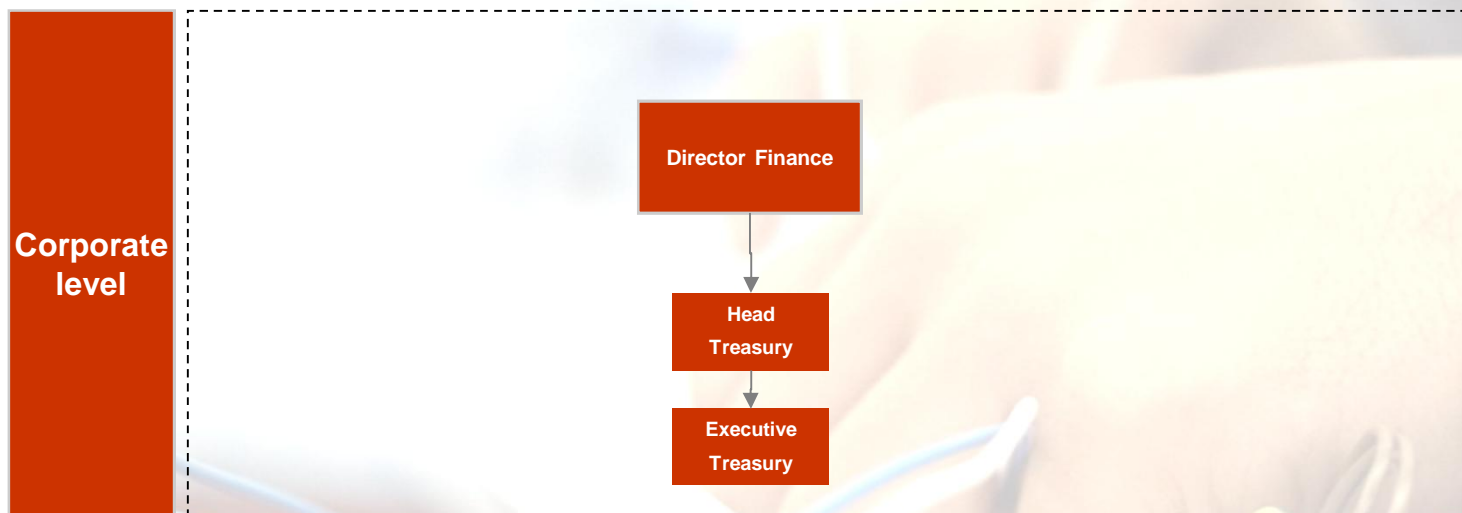 Corporate
level
Director Finance
Head
Treasury
Executive
Treasury